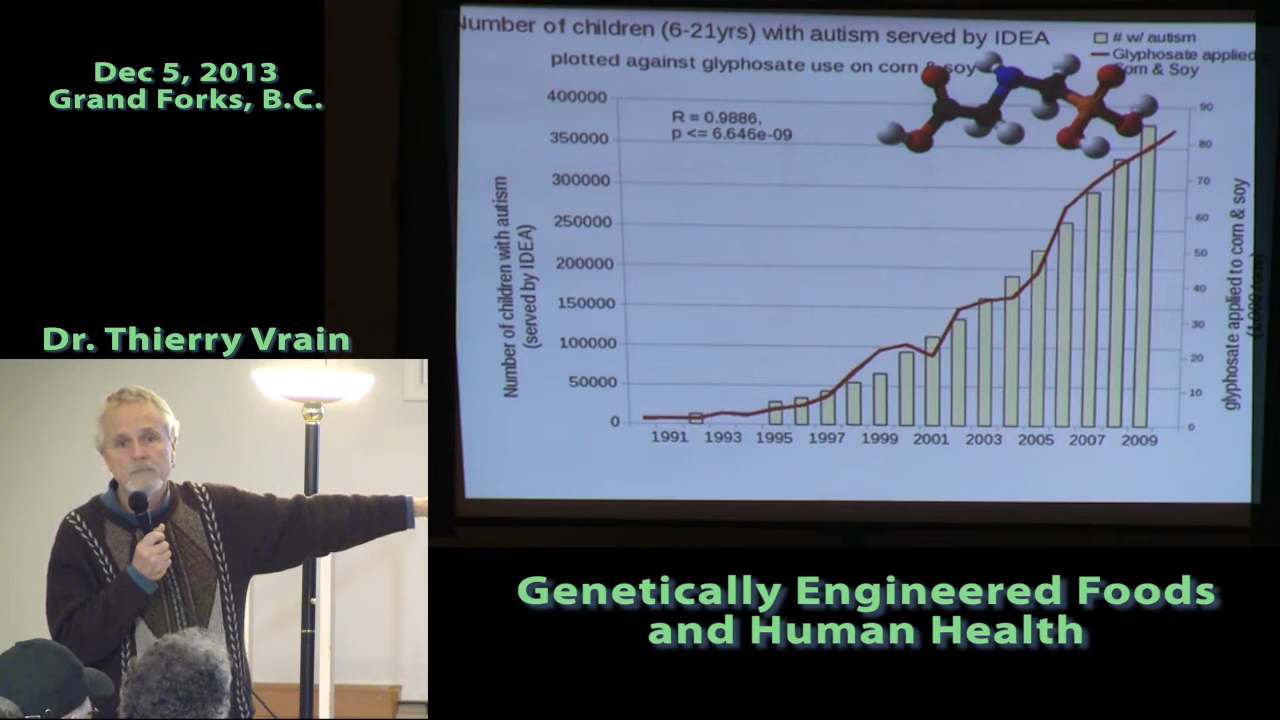 Dec 5, 2013
Grand Forks, B.C.
Dr. Thierry Vrain
Number of children (6-21yrs) with autism served by IDEA
plotted against glyphosate use on corn & soy
# w/ autism
Glyphosate applied
Corn & Soy
R = 0.9886,
p <= 6.646e-09
Number of children with autism
(served by IDEA)
400000
350000
300000
250000
200000
150000
100000
50000
0
90
80
70
60
50
40
30
20
10
0
glyphosate applied to corn & soy
(1,000 tons)
1991 1993 1995 1997 1999 2001 2003 2005 2007 2009
Genetically Engineered Foods
and Human Health